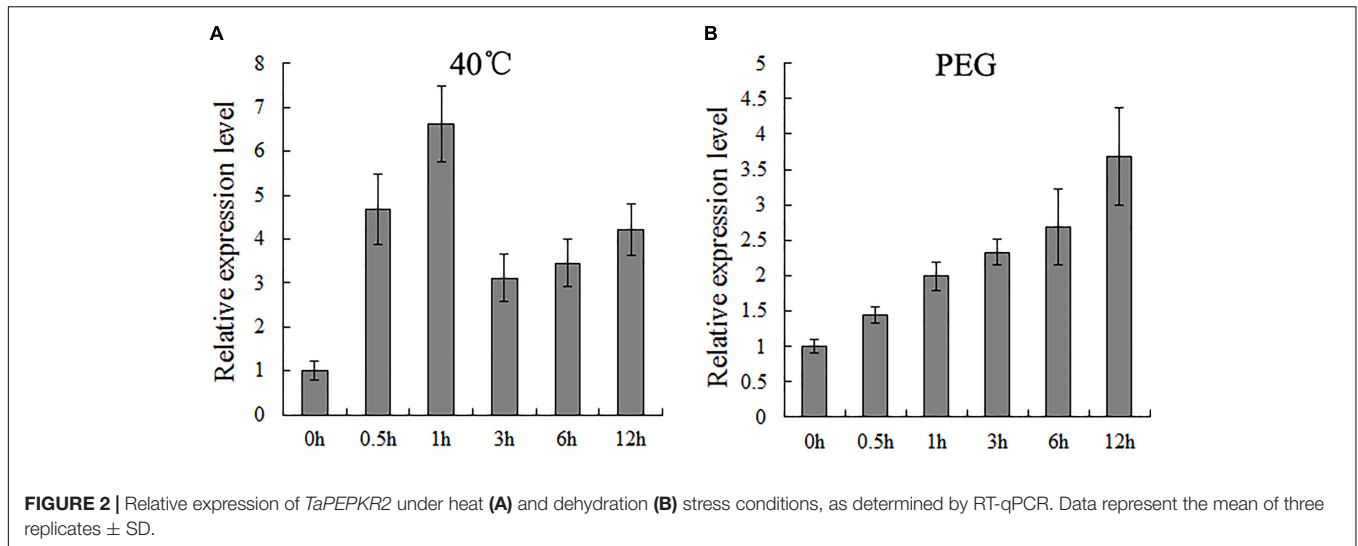 A
40℃
Relative expression level
8
7
6
5
4
3
2
1
0
0h 0.5h 1h 3h 6h 12h
B
PEG
Relative expression level
5
4.5
4
3.5
3
2.5
2
1.5
1
0.5
0
0h 0.5h 1h 3h 6h 12h
FIGURE 2 | Relative expression of TaPEPKR2 under heat (A) and dehydration (B) stress conditions, as determined by RT-qPCR. Data represent the mean of three
replicates ± SD.